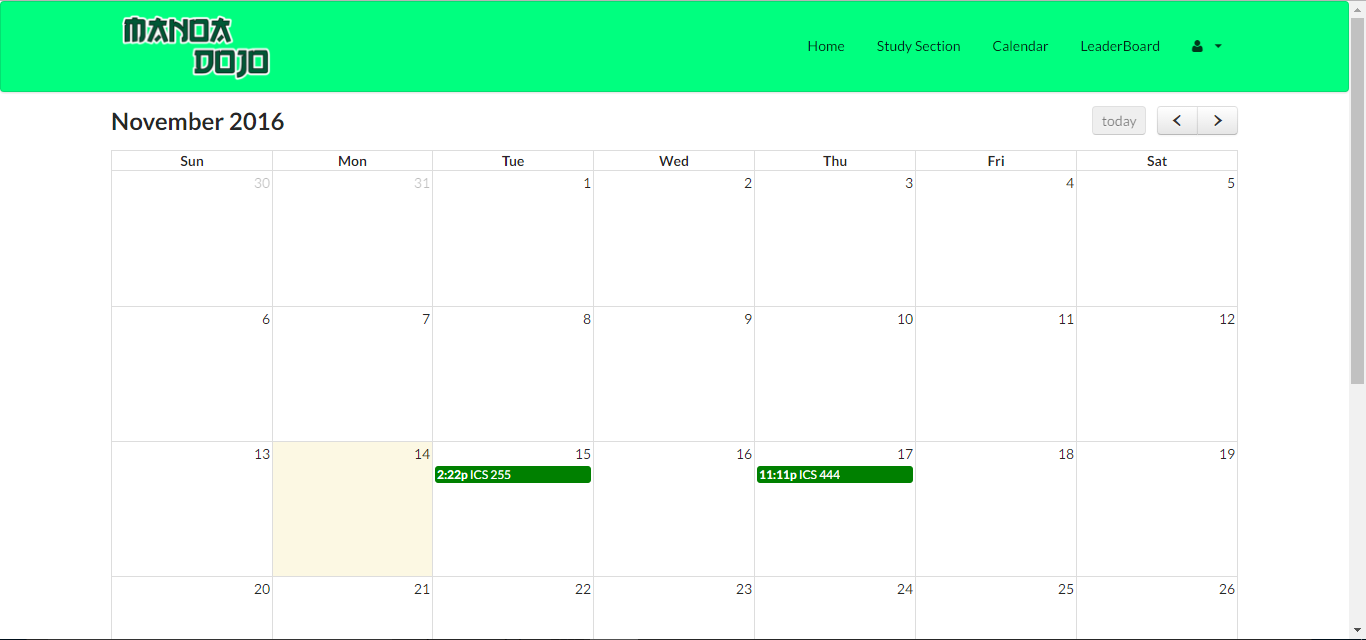 MANOA
DOJO
Home Study Section Calendar LeaderBoard
November 2016
today
Sun Mon Tue Wed Thu Fri Sat
30 31 1 2 3 4 5
6 7 8 9 10 11 12
13 14 15 16 17 18 19
2:22p ICS 255 11:11p ICS 444
20 21 22 23 24 25 26